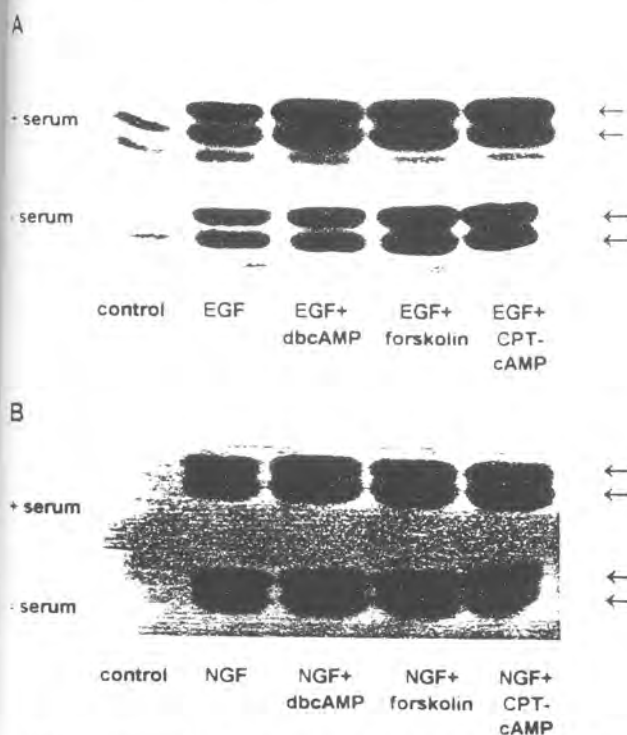 A
+ serum ←
←
- serum ←
←
control EGF EGF+ EGF+ EGF+
dbcAMP forskolin CPT-
cAMP
B
←
+ serum ←
←
- serum ←
control NGF NGF+ NGF+ NGF+
dbcAMP forskolin CPT-
cAMP